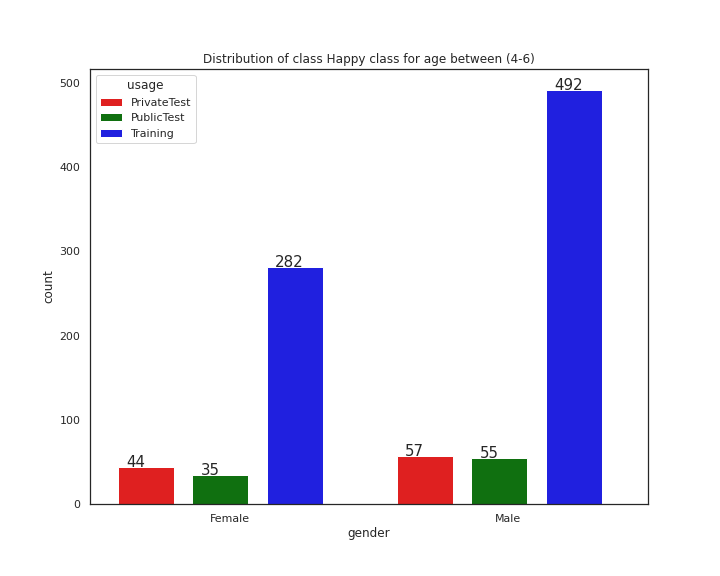 Distribution of class Happy class for age between (4-6)
usage
PrivateTest
PublicTest
Training
500
400
300
200
100
0
count
44
35
282
57
55
492
Female
Male
gender